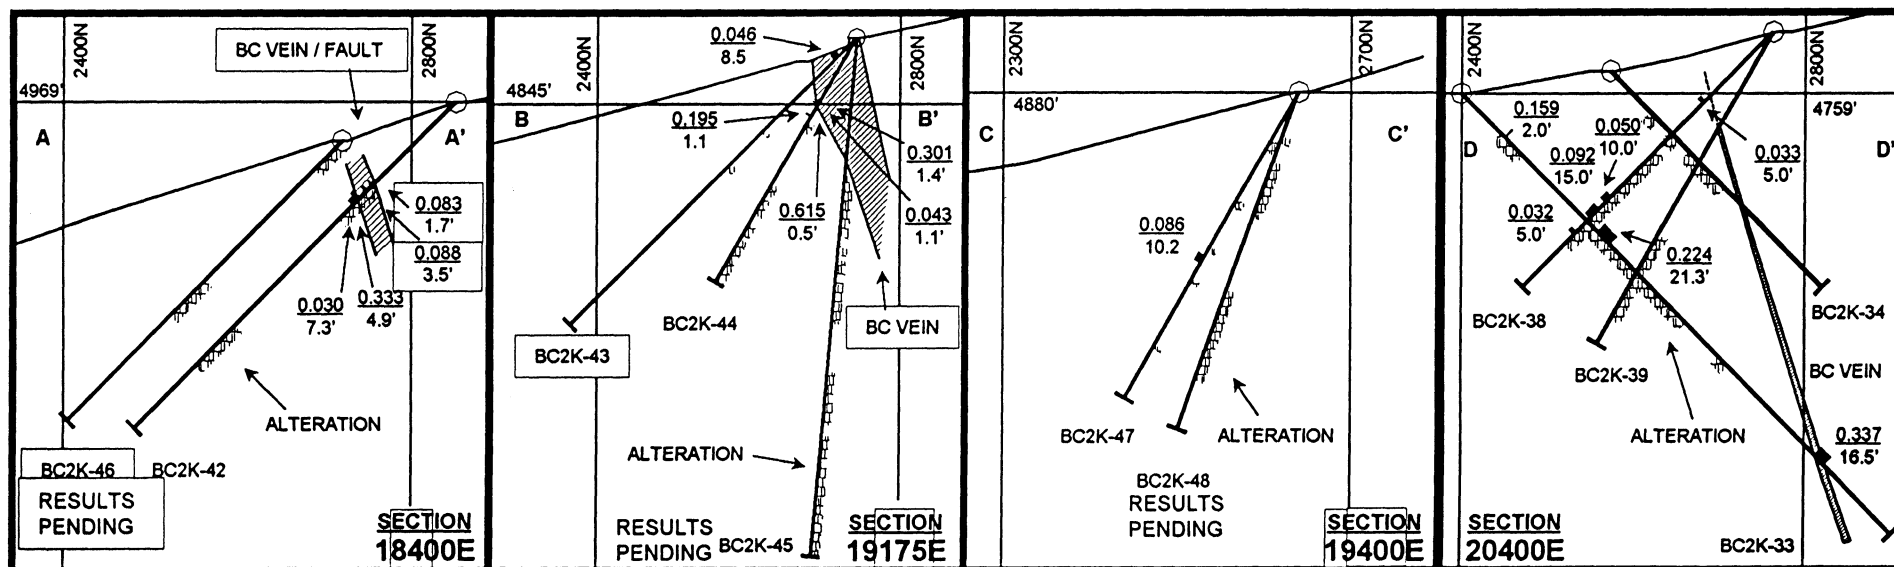 2400N
BC VEIN / FAULT
2800N
4969'
A
A'
0.083
1.7'
0.088
3.5'
0.030
7.3'
0.333
4.9'
ALTERATION
BC2K-46
BC2K-42
RESULTS
PENDING
SECTION
18400E
2400N
0.046
8.5
2800N
4845'
B
B'
0.195
1.1
0.301
1.4'
0.615
0.5'
0.043
1.1'
BC2K-44
BC VEIN
BC2K-43
ALTERATION
RESULTS
PENDING
BC2K-45
SECTION
19175E
2300N
2700N
4880'
C
C'
0.086
10.2
BC2K-47
ALTERATION
BC2K-48
RESULTS
PENDING
SECTION
19400E
2400N
2800N
4759'
D
D'
0.159
2.0'
0.050
10.0'
0.092
15.0'
0.033
5.0'
0.032
5.0'
0.224
21.3'
BC2K-38
BC2K-34
BC2K-39
BC VEIN
ALTERATION
0.337
16.5'
SECTION
20400E
BC2K-33